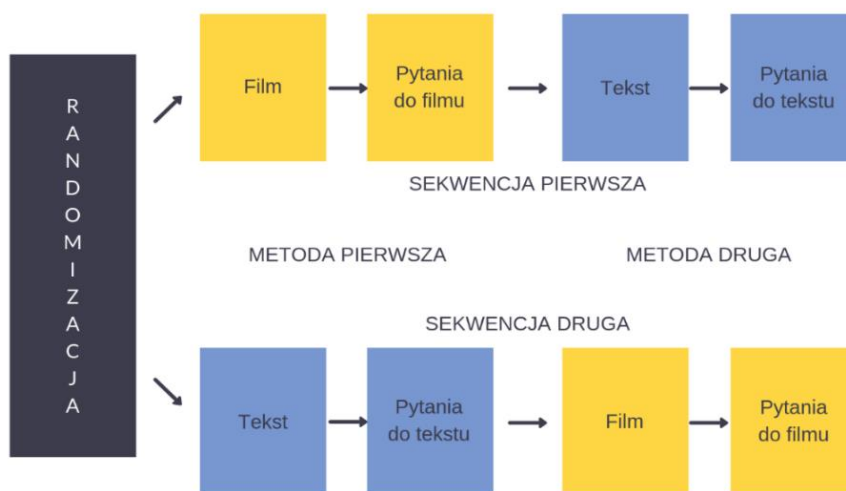 RANDOMIZACJA
Film
Pytania
do filmu
Tekst
Pytania
do tekstu
SEKWENCJA PIERWSZA
METODA PIERWSZA
METODA DRUGA
SEKWENCJA DRUGA
Tekst
Pytania
do tekstu
Film
Pytania
do filmu